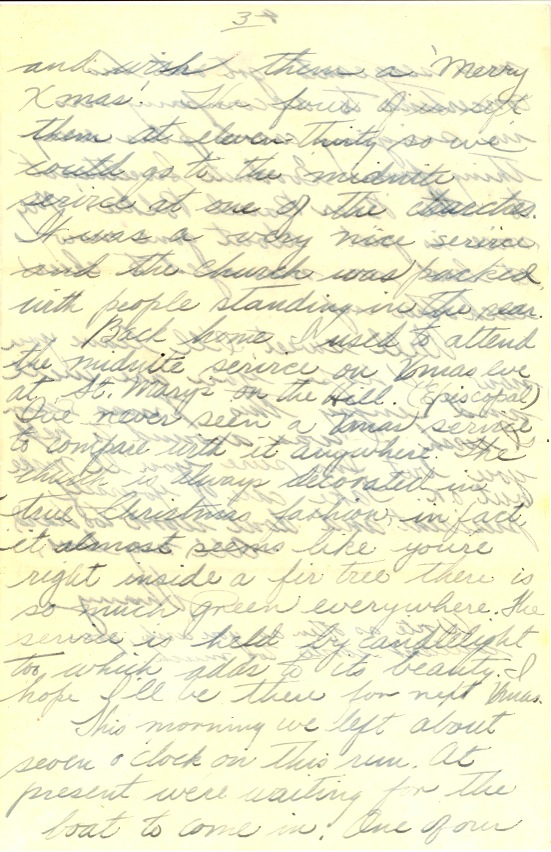 3
and wish them a 'Merry
Xmas'. The four of us left
them at eleven-thirty so we
could go to the midnite
service at one of the churches.
It was a very nice service
and the church was packed
with people standing in the rear.
Back home I used to attend
the midnite service on Xmas eve
at St. Marys on the Hill. (Episcopal)
I've never seen a Xmas service
to compare with it anywhere. The
church is always decorated in
true Christmas fashion, in fact
it almost seems like you're
right inside a fir tree there is
so much green everywhere. The
service is held by candlelight
too which adds to its beauty. I
hope I'll be there for next Xmas.
This morning we left about
seven o'clock on this run. At
present we're waiting for the
boat to come in. One of our